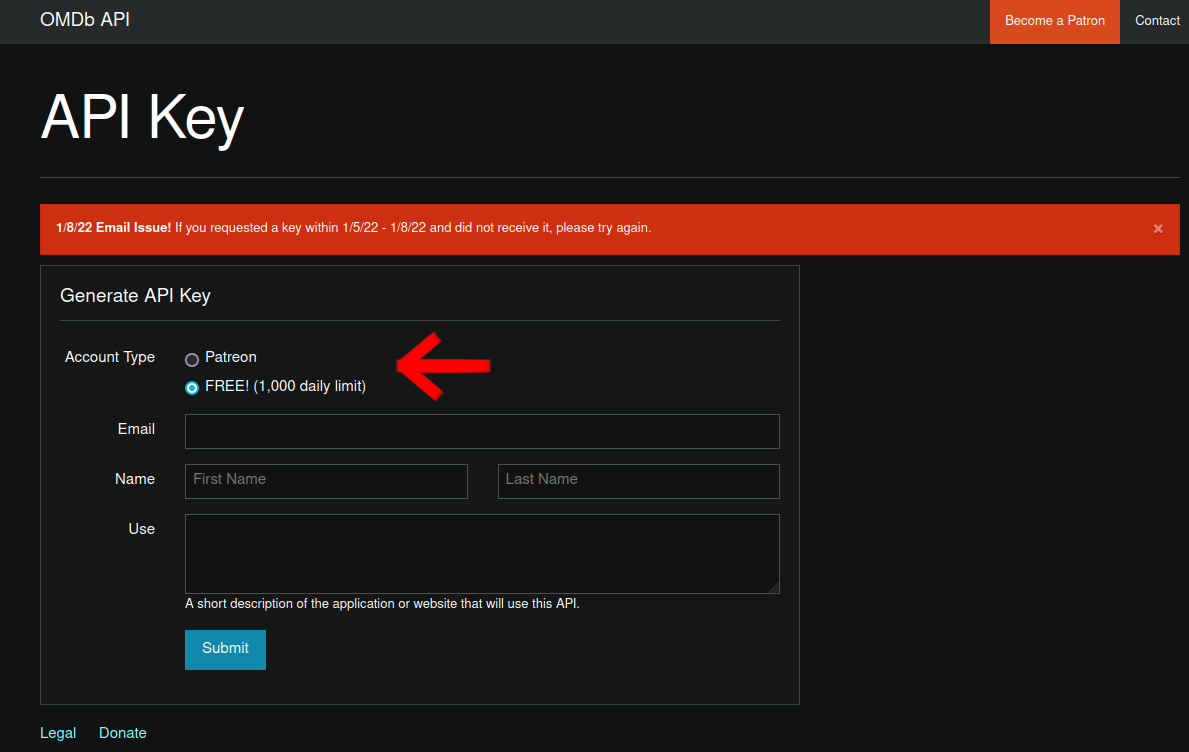 OMDb API
Become a Patron
Contact
API Key
1/8/22 Email Issue! If you requested a key within 1/5/22 - 1/8/22 and did not receive it, please try again.
×
Generate API Key
Account Type
Patreon
FREE! (1,000 daily limit)
Email
Name
First Name
Last Name
Use
A short description of the application or website that will use this API.
Submit
Legal
Donate